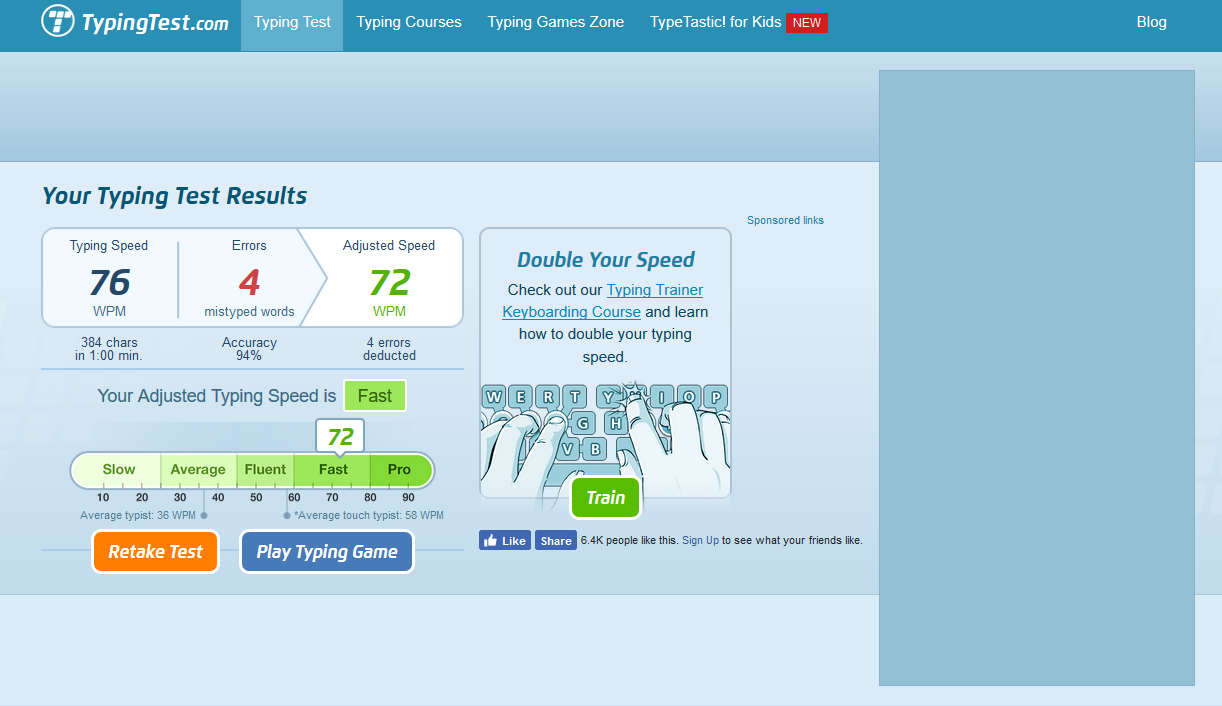 TypingTest.com
Typing Test
Typing Courses
Typing Games Zone
TypeTastic! for Kids NEW
Blog
Your Typing Test Results
Sponsored links
Typing Speed
76
WPM
Errors
4
mistyped words
Adjusted Speed
72
WPM
384 chars
in 1:00 min.
Accuracy
94%
4 errors
deducted
Your Adjusted Typing Speed is Fast
72
Slow Average Fluent Fast Pro
10 20 30 40 50 60 70 80 90
Average typist: 36 WPM
*Average touch typist: 58 WPM
Retake Test
Play Typing Game
Double Your Speed
Check out our Typing Trainer
Keyboarding Course and learn
how to double your typing
speed.
W E R T Y I O P
G H
V B
Train
Like Share 6.4K people like this. Sign Up to see what your friends like.